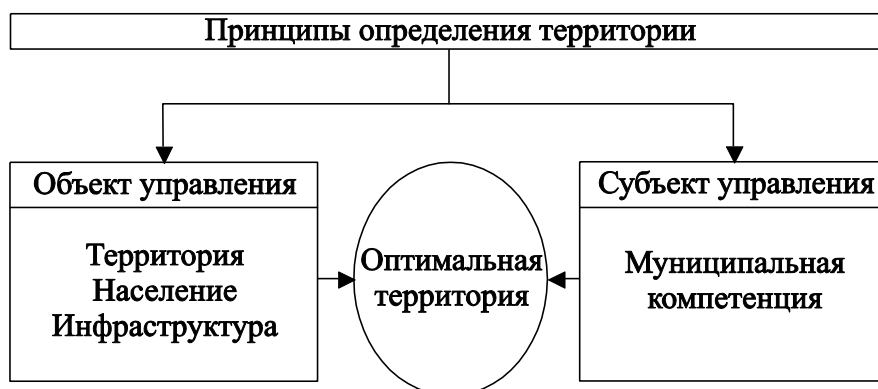 Принципы определения территории
Объект управления
Территория
Население
Инфраструктура
Оптимальная
территория
Субъект управления
Муниципальная
компетенция